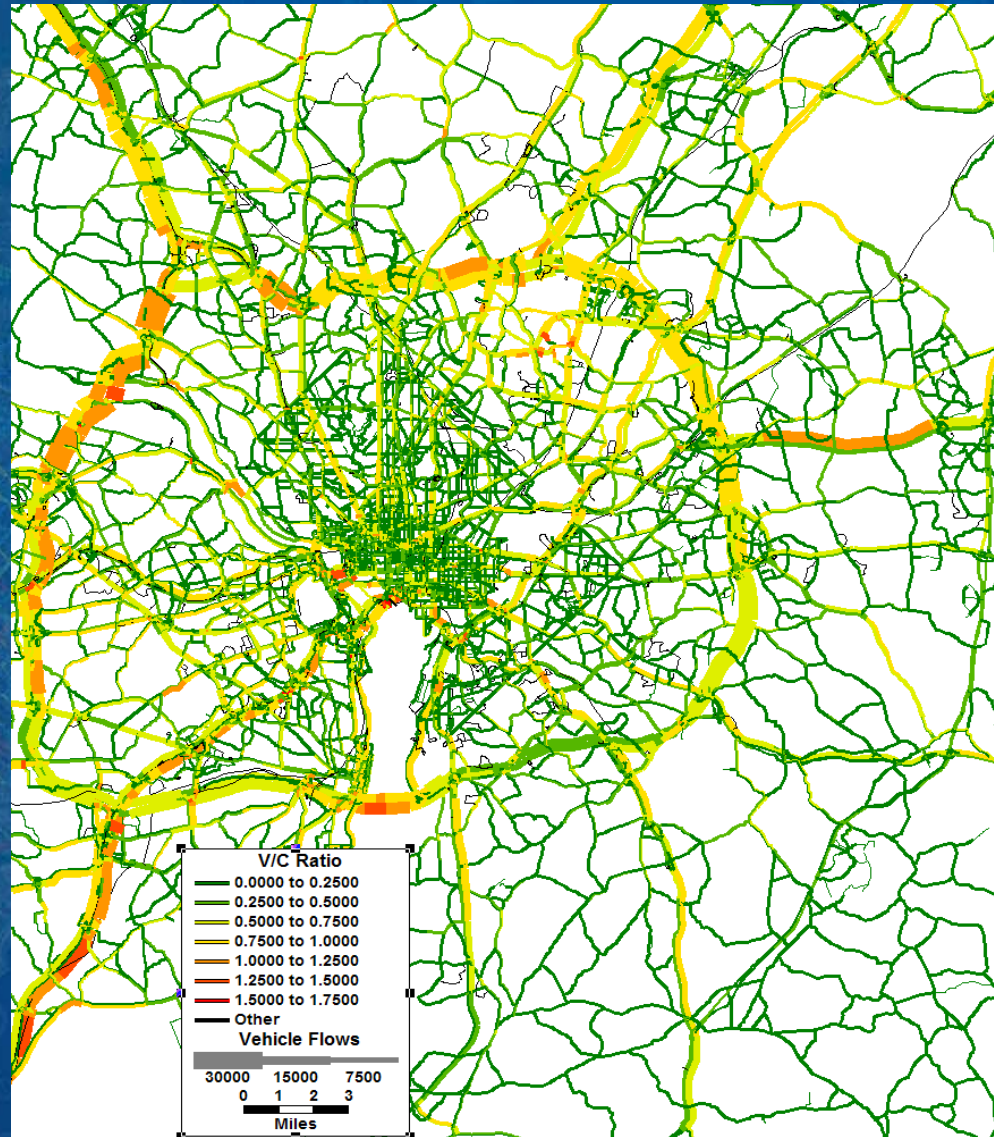 V/C Ratio
0.0000 to 0.2500
0.2500 to 0.5000
0.5000 to 0.7500
0.7500 to 1.0000
1.0000 to 1.2500
1.2500 to 1.5000
1.5000 to 1.7500
Other
Vehicle Flows
30000 15000 7500
0 1 2 3
Miles